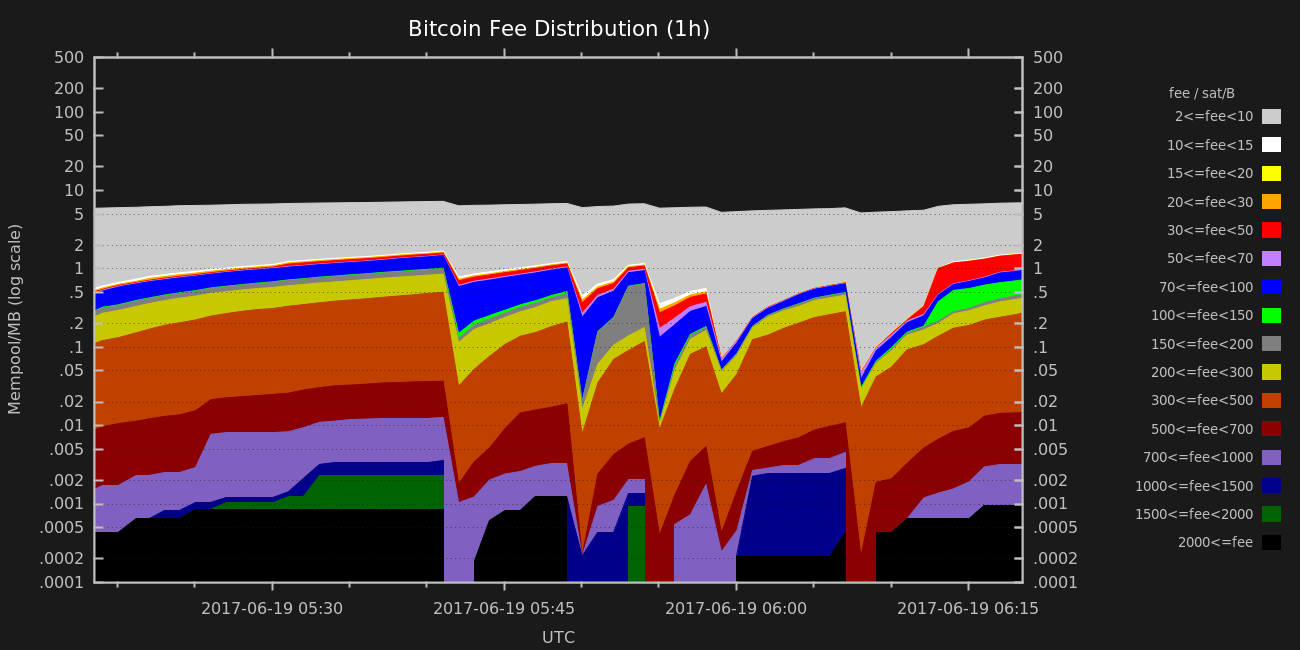 Bitcoin Fee Distribution (1h)
Mempool/MB (log scale)
500
200
100
50
20
10
5
2
1
.5
.2
.1
.05
.02
.01
.005
.002
.001
.0005
.0002
.0001
500
200
100
50
20
10
5
2
1
.5
.2
.1
.05
.02
.01
.005
.002
.001
.0005
.0002
.0001
2017-06-19 05:30
2017-06-19 05:45
2017-06-19 06:00
2017-06-19 06:15
UTC
fee / sat/B
2<=fee<10
10<=fee<15
15<=fee<20
20<=fee<30
30<=fee<50
50<=fee<70
70<=fee<100
100<=fee<150
150<=fee<200
200<=fee<300
300<=fee<500
500<=fee<700
700<=fee<1000
1000<=fee<1500
1500<=fee<2000
2000<=fee